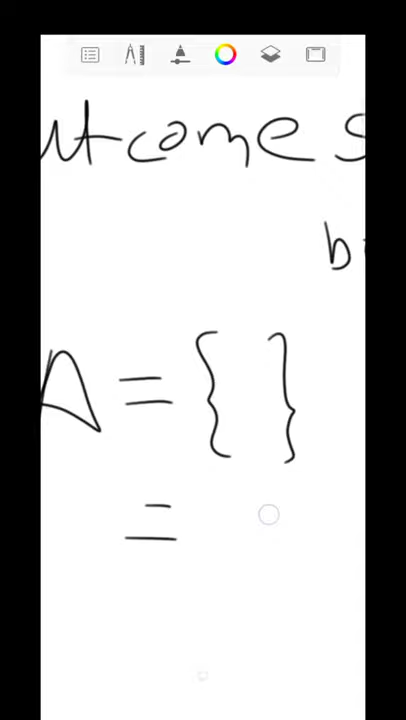 utcomes
b
A = { }
=